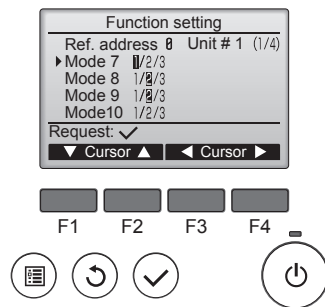 Function setting
Ref. address 0 Unit # 1 (1/4)
Mode 7 1/2/3
Mode 8 1/2/3
Mode 9 1/2/3
Mode10 1/2/3
Request: ✓
▼ Cursor ▲ ◀ Cursor ▶
F1 F2 F3 F4